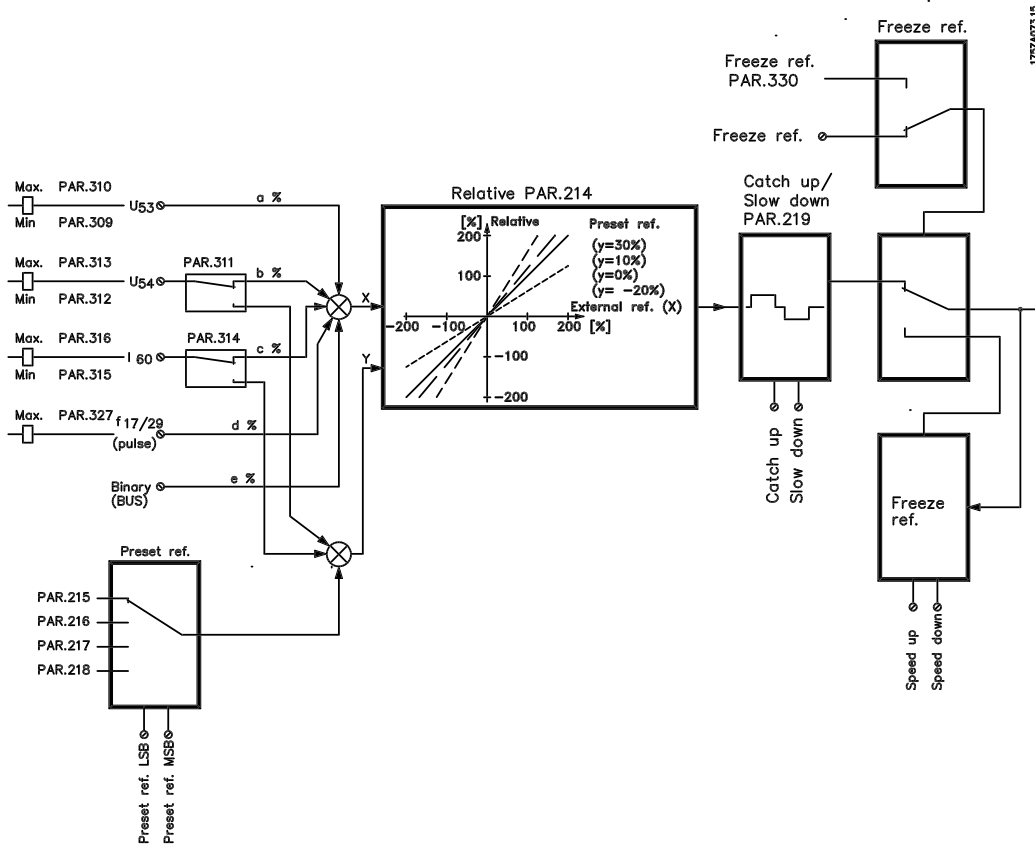 175ZA073.15
Freeze ref.
Freeze ref.
PAR.330
Freeze ref.
Catch up/
Slow down
PAR.219
Max. PAR.310
Min PAR.309
U53
a %
Max. PAR.313
Min PAR.312
U54
PAR.311
b %
Max. PAR.316
Min PAR.315
I 60
PAR.314
c %
Max. PAR.327
f 17/29
(pulse)
d %
Binary
(BUS)
e %
X
Y
Relative PAR.214
[%] Relative
200
100
-200 -100 100 200
[%]
-100
-200
Preset ref.
(y=30%)
(y=10%)
(y=0%)
(y= -20%)
External ref. (X)
Catch up
Slow down
Freeze
ref.
Speed up
Speed down
Preset ref.
PAR.215
PAR.216
PAR.217
PAR.218
Preset ref. LSB
Preset ref. MSB